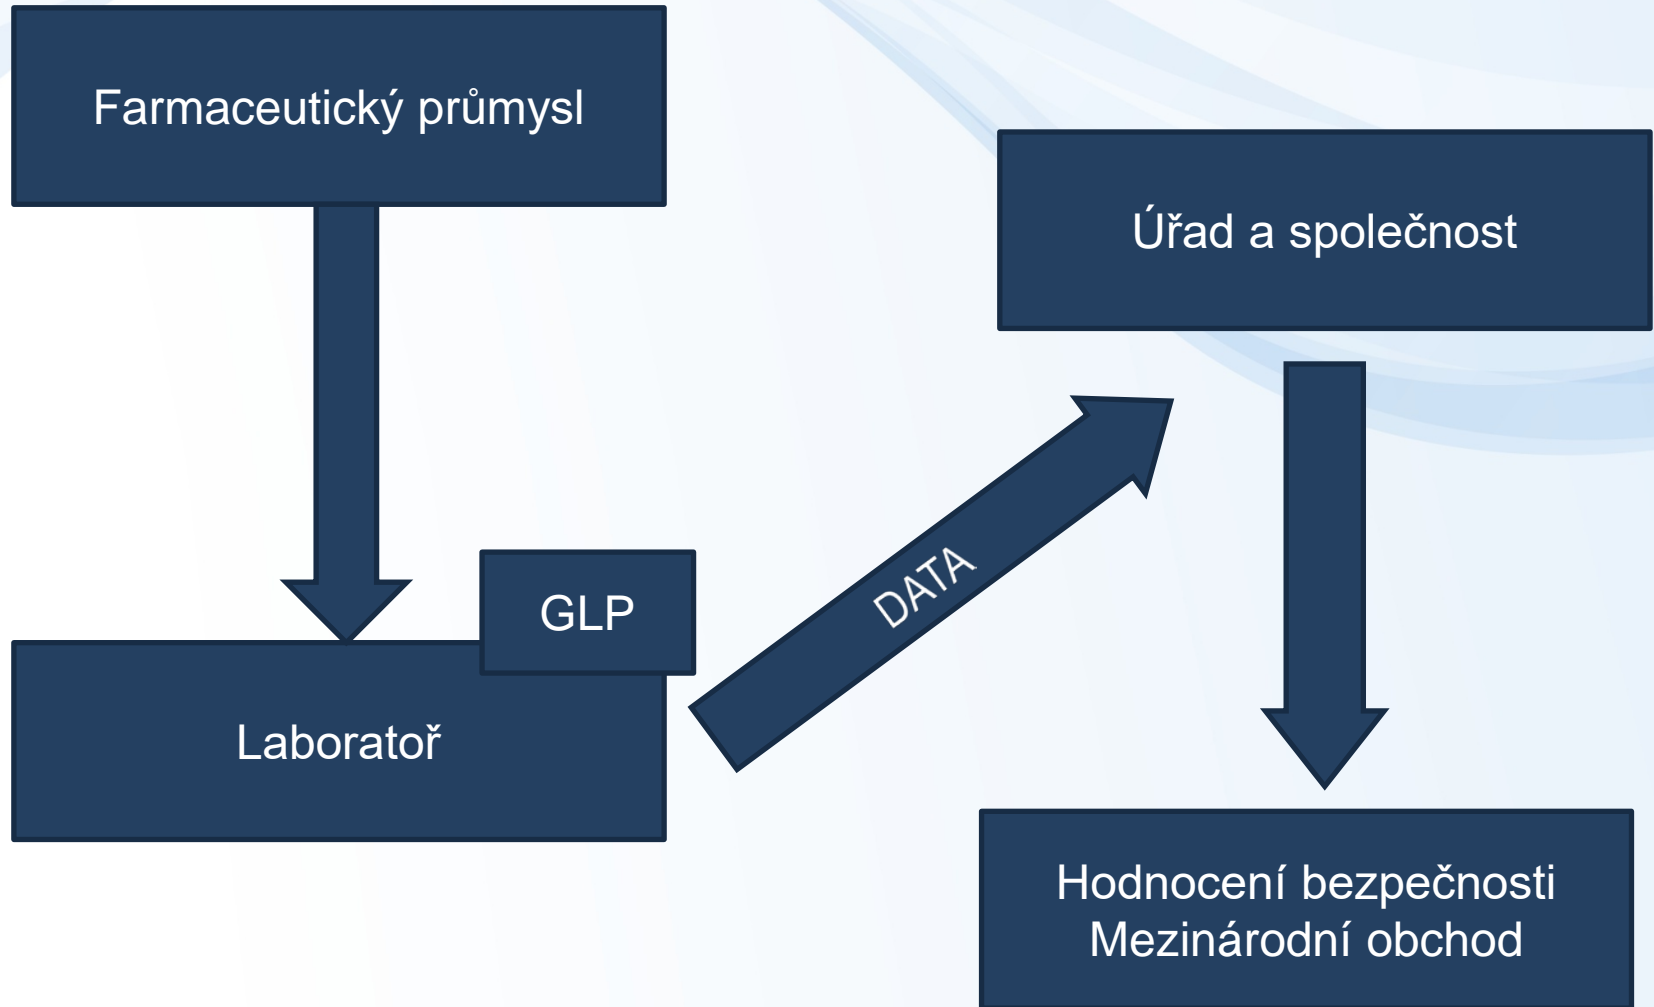 Farmaceutický průmysl
Úřad a společnost
GLP
DATA
Laboratoř
Hodnocení bezpečnosti
Mezinárodní obchod